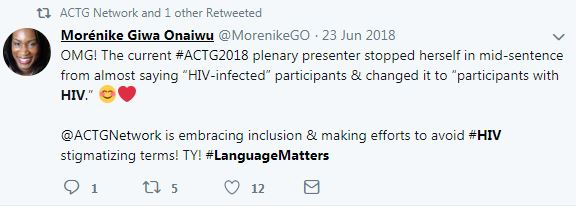 ACTG Network and 1 other Retweeted
Morénike Giwa Onaiwu @MorenikeGO · 23 Jun 2018
OMG! The current #ACTG2018 plenary presenter stopped herself in mid-sentence
from almost saying “HIV-infected” participants & changed it to “participants with
HIV.” 😊❤️
@ACTGNetwork is embracing inclusion & making efforts to avoid #HIV
stigmatizing terms! TY! #LanguageMatters
1 5 12